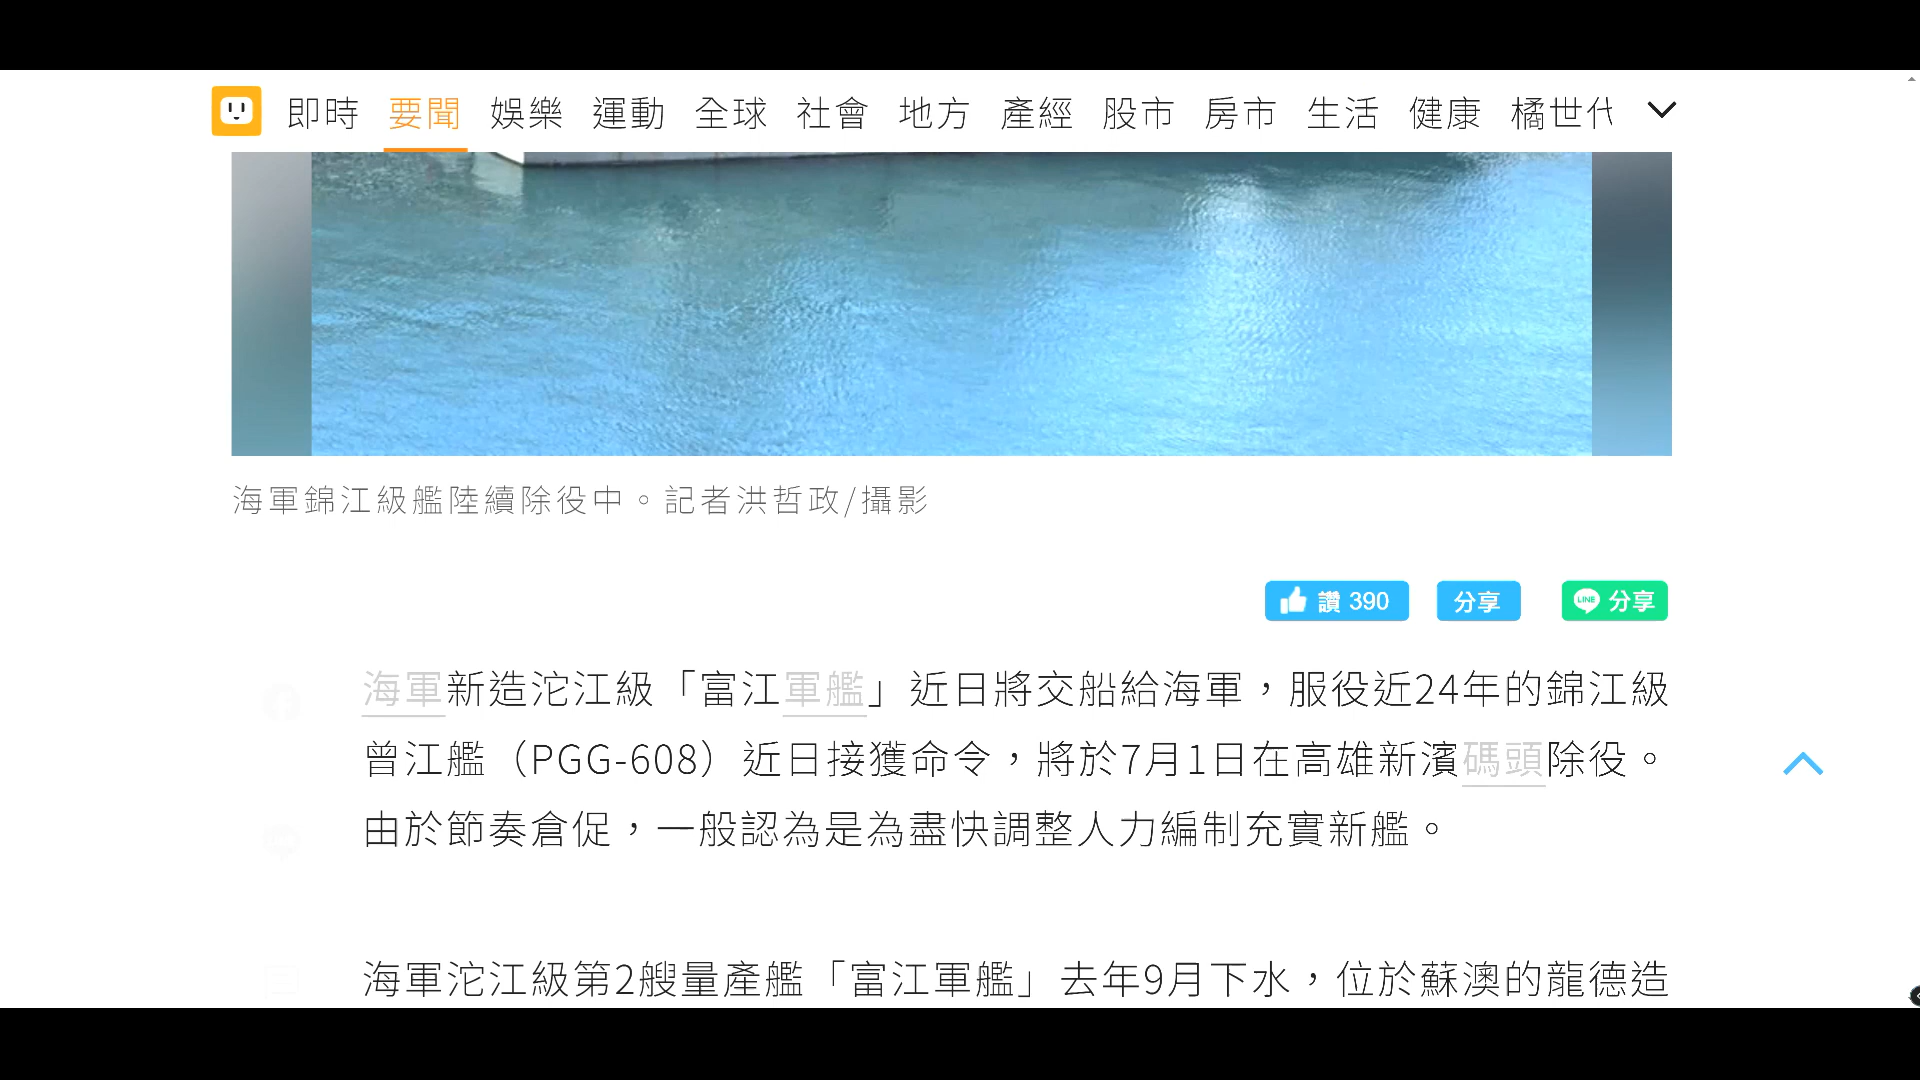 即時 要聞 娛樂 運動 全球 社會 地方 產經 股市 房市 生活 健康 橘世代
海軍錦江級艦陸續除役中。記者洪哲政/攝影
讚 390 分享 LINE 分享
海軍新造沱江級「富江軍艦」近日將交船給海軍，服役近24年的錦江級
曾江艦（PGG-608）近日接獲命令，將於7月1日在高雄新濱碼頭除役。
由於節奏倉促，一般認為是為盡快調整人力編制充實新艦。
海軍沱江級第2艘量產艦「富江軍艦」去年9月下水，位於蘇澳的龍德造